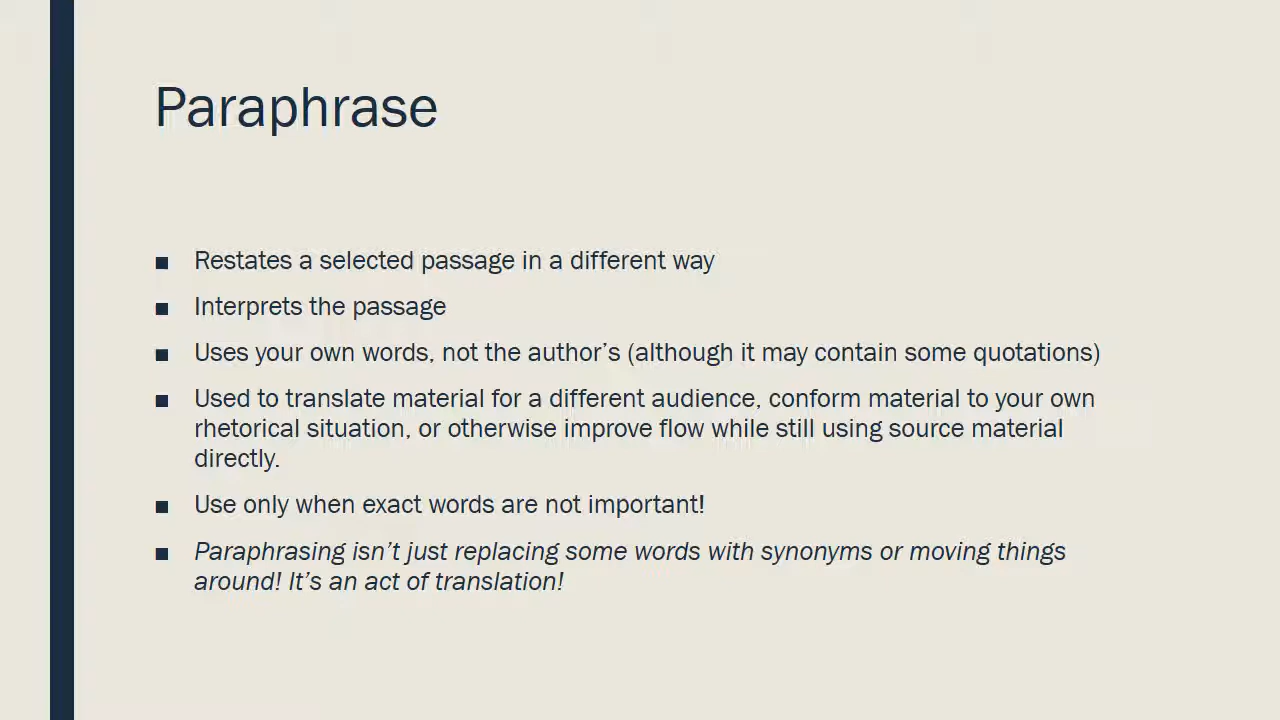 Paraphrase
■ Restates a selected passage in a different way
■ Interprets the passage
■ Uses your own words, not the author’s (although it may contain some quotations)
■ Used to translate material for a different audience, conform material to your own
rhetorical situation, or otherwise improve flow while still using source material
directly.
■ Use only when exact words are not important!
■ Paraphrasing isn’t just replacing some words with synonyms or moving things
around! It’s an act of translation!